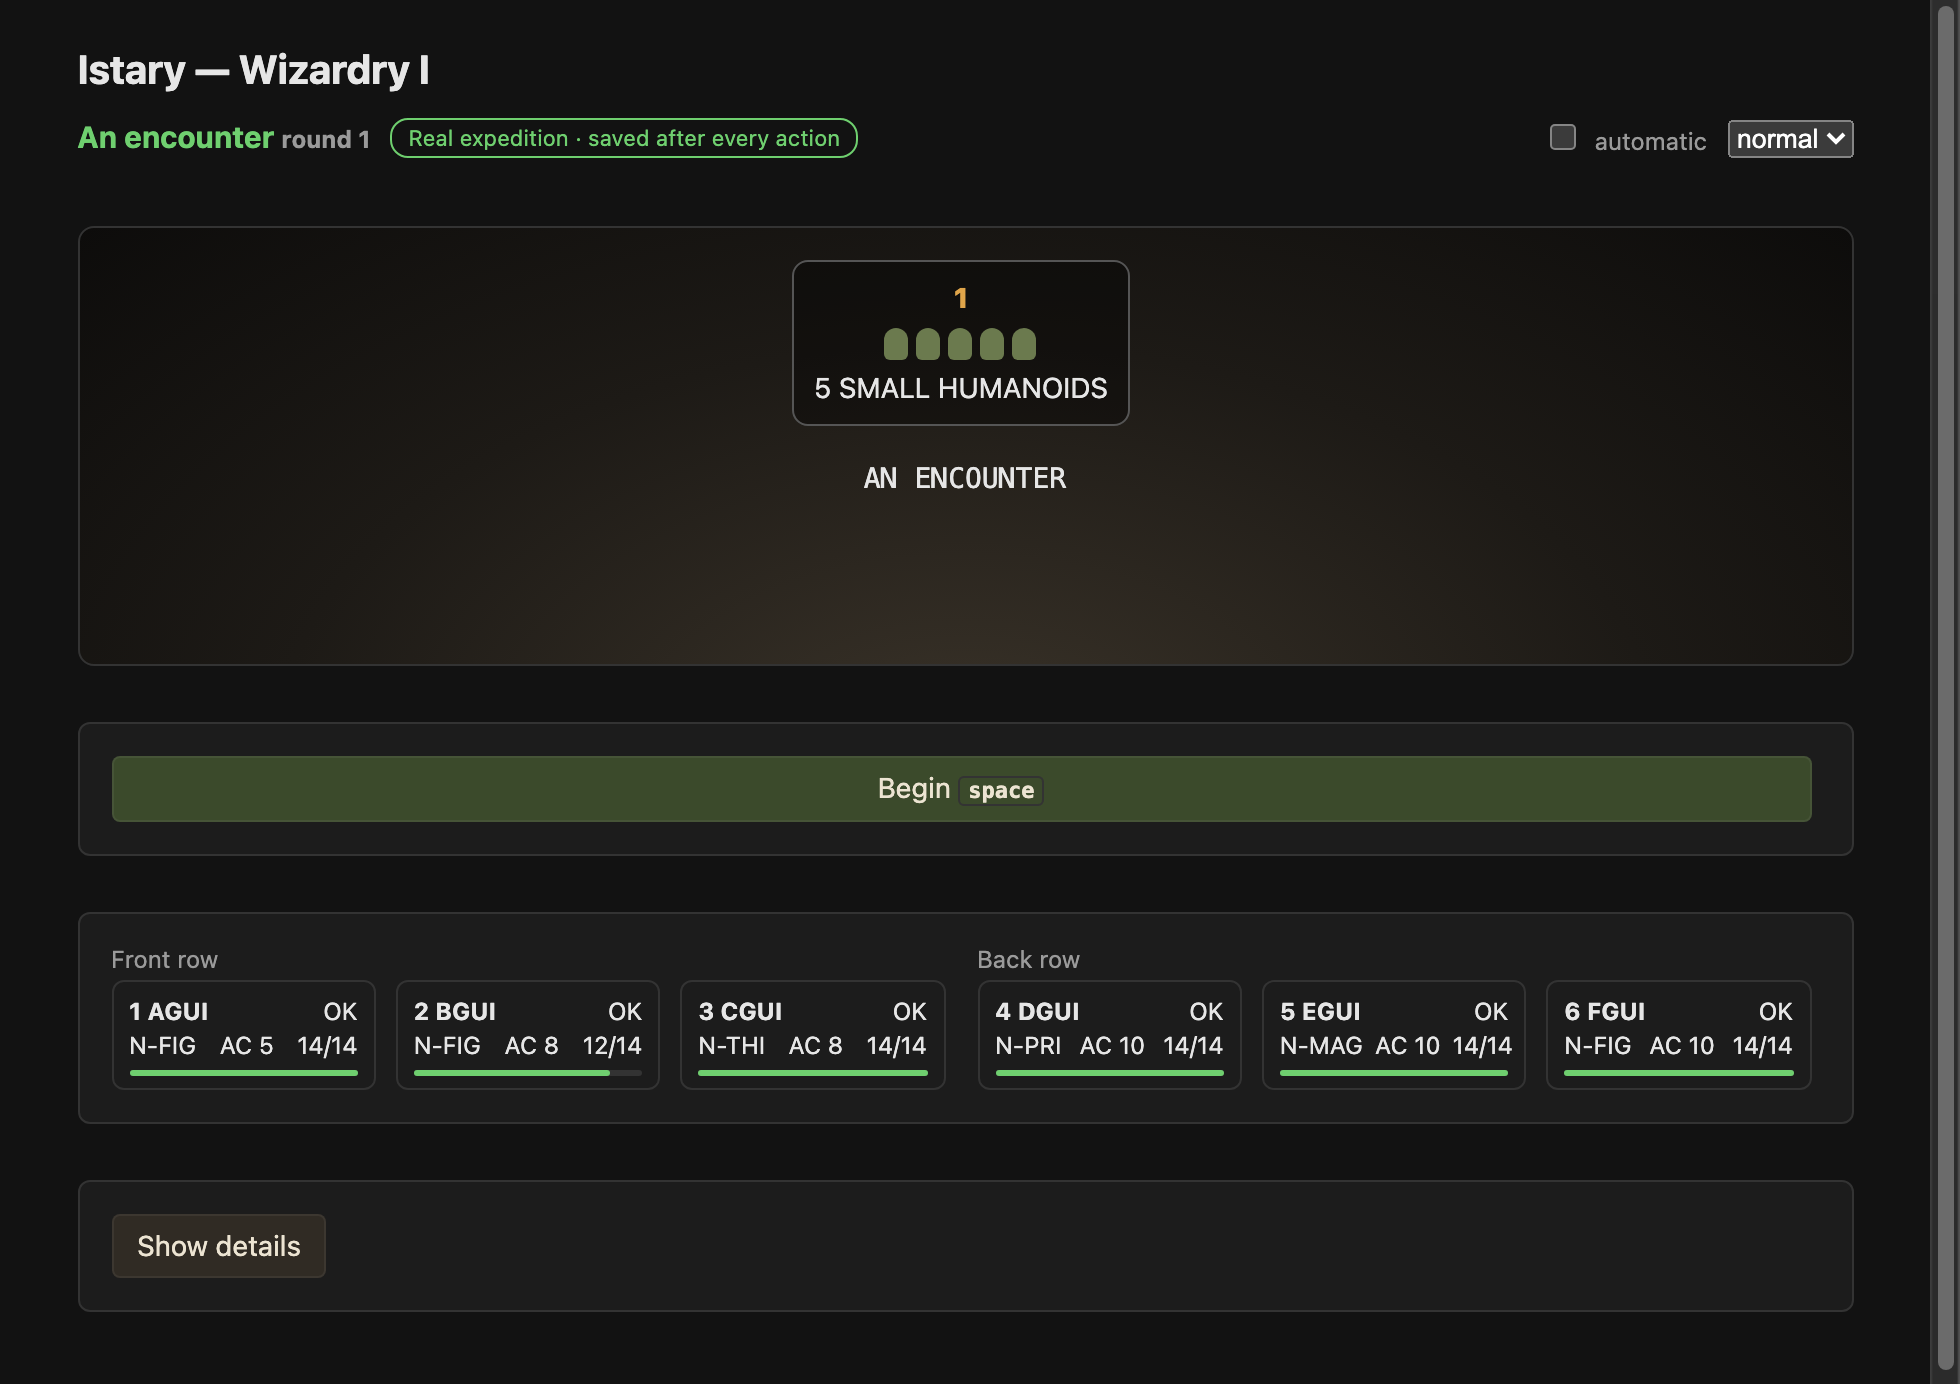 Istary — Wizardry I
An encounter round 1 Real expedition · saved after every action automatic normal
1
5 SMALL HUMANOIDS
AN ENCOUNTER
Begin space
Front row Back row
1 AGUI OK 2 BGUI OK 3 CGUI OK 4 DGUI OK 5 EGUI OK 6 FGUI OK
N-FIG AC 5 14/14 N-FIG AC 8 12/14 N-THI AC 8 14/14 N-PRI AC 10 14/14 N-MAG AC 10 14/14 N-FIG AC 10 14/14
Show details